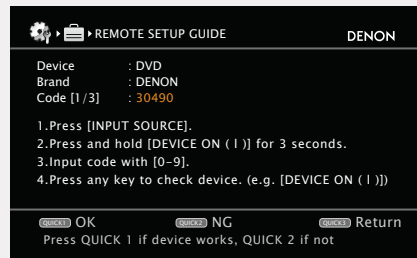 REMOTE SETUP GUIDE DENON
Device : DVD
Brand : DENON
Code [1/3] : 30490
1.Press [INPUT SOURCE].
2.Press and hold [DEVICE ON ( I )] for 3 seconds.
3.Input code with [0-9].
4.Press any key to check device. (e.g. [DEVICE ON ( I )])
QUICK1 OK QUICK2 NG QUICK3 Return
Press QUICK 1 if device works, QUICK 2 if not